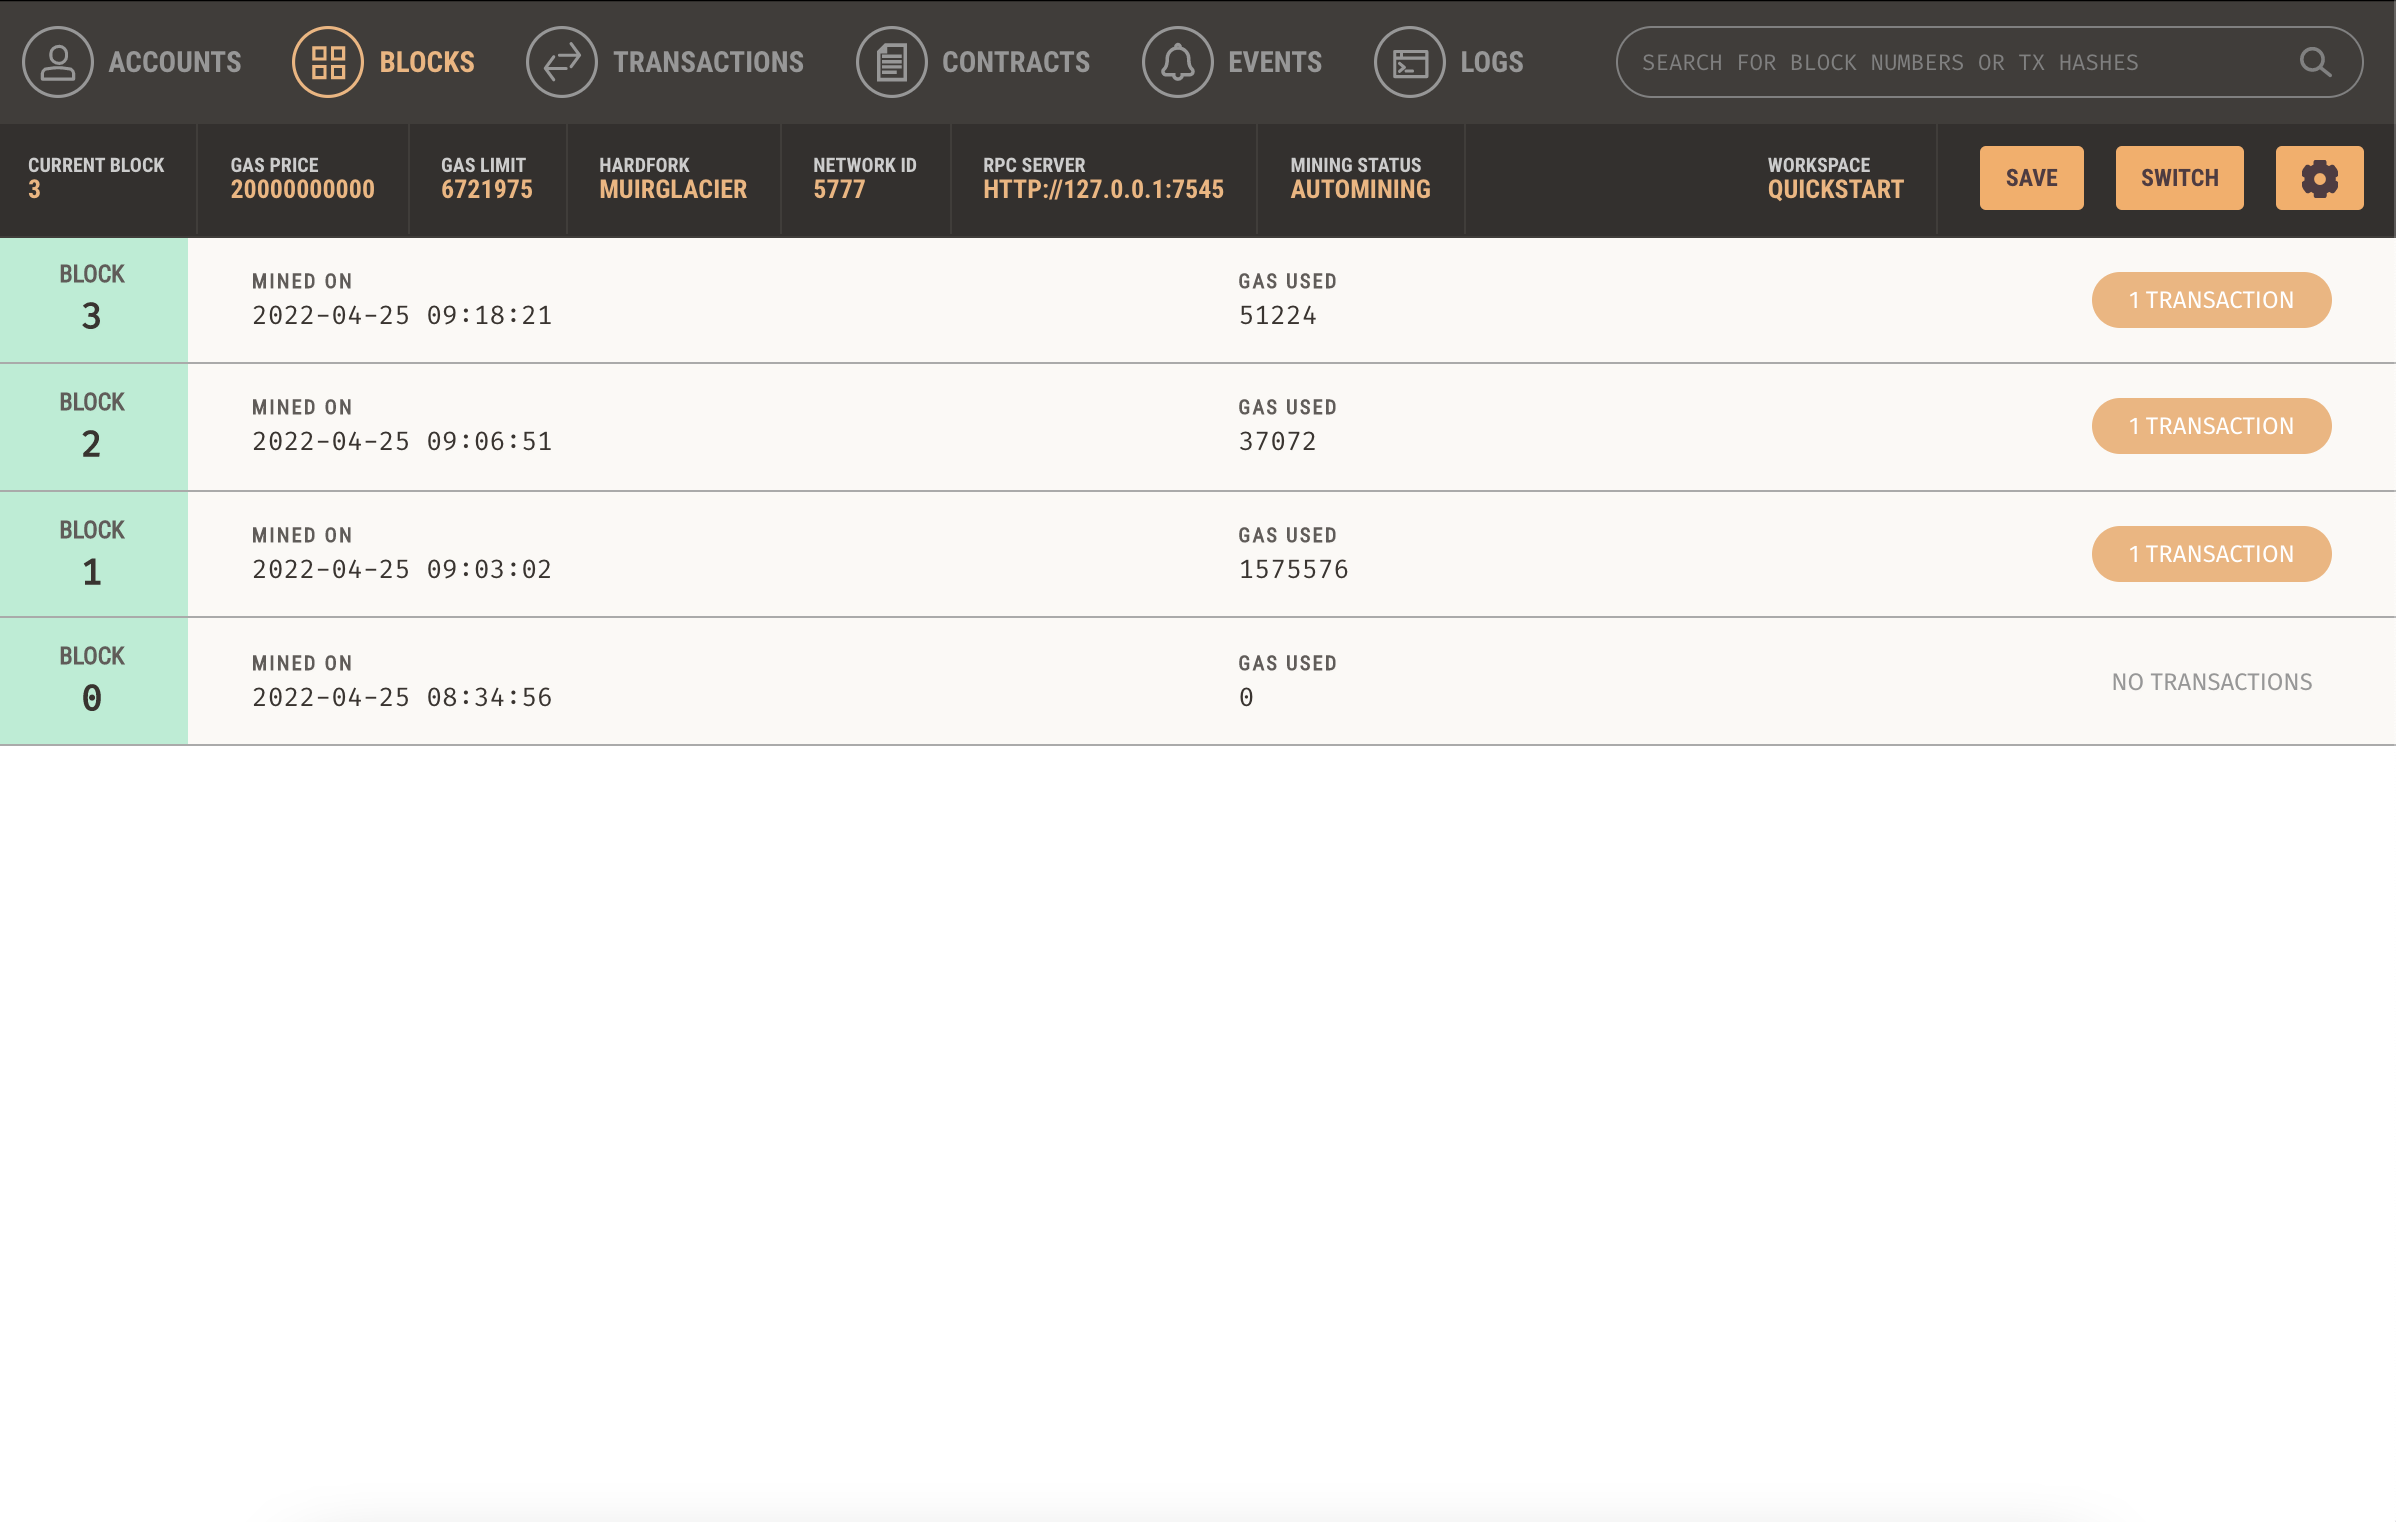 ACCOUNTS BLOCKS TRANSACTIONS CONTRACTS EVENTS LOGS SEARCH FOR BLOCK NUMBERS OR TX HASHES
CURRENT BLOCK GAS PRICE GAS LIMIT HARDFORK NETWORK ID RPC SERVER MINING STATUS WORKSPACE
3 20000000000 6721975 MUIRGLACIER 5777 HTTP://127.0.0.1:7545 AUTOMINING QUICKSTART SAVE SWITCH
BLOCK MINED ON GAS USED
3 2022-04-25 09:18:21 51224 1 TRANSACTION
BLOCK MINED ON GAS USED
2 2022-04-25 09:06:51 37072 1 TRANSACTION
BLOCK MINED ON GAS USED
1 2022-04-25 09:03:02 1575576 1 TRANSACTION
BLOCK MINED ON GAS USED
0 2022-04-25 08:34:56 0 NO TRANSACTIONS